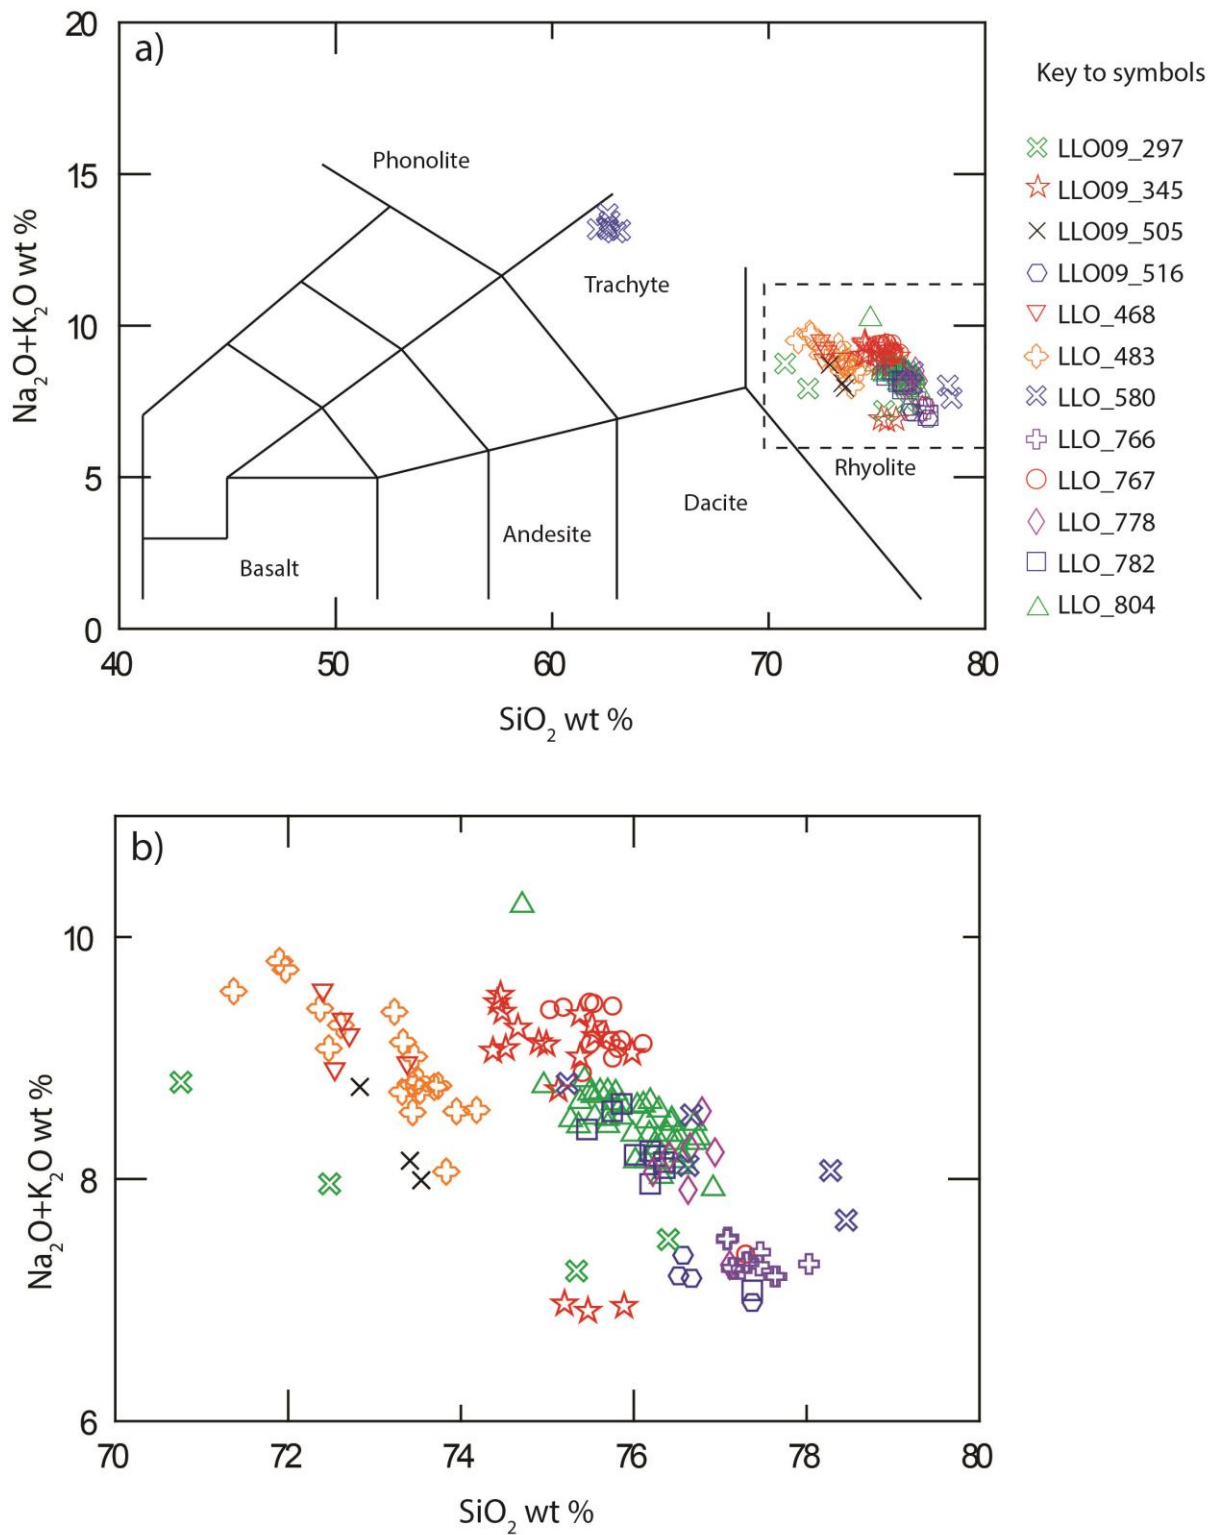 a)
20
15
10
5
0
Na₂O+K₂O wt %
Phonolite
Trachyte
Rhyolite
Dacite
Andesite
Basalt
40 50 60 70 80
SiO₂ wt %
Key to symbols
LLO09_297
LLO09_345
LLO09_505
LLO09_516
LLO_468
LLO_483
LLO_580
LLO_766
LLO_767
LLO_778
LLO_782
LLO_804
b)
10
8
6
Na₂O+K₂O wt %
70 72 74 76 78 80
SiO₂ wt %